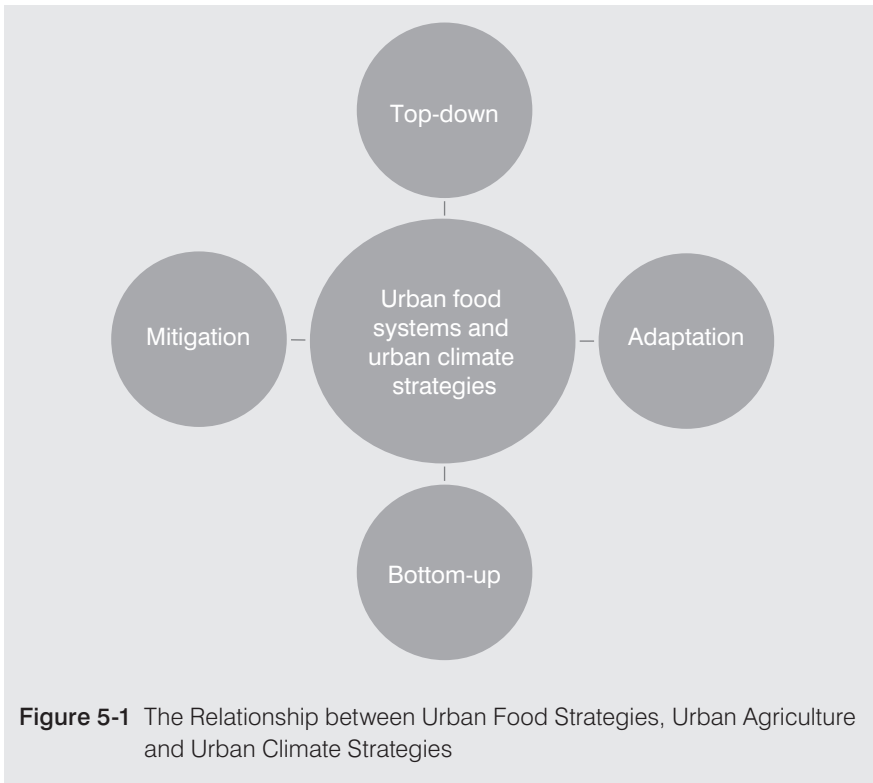 Top-down
Mitigation
Urban food
systems and
urban climate
strategies
Adaptation
Bottom-up
Figure 5-1 The Relationship between Urban Food Strategies, Urban Agriculture
and Urban Climate Strategies